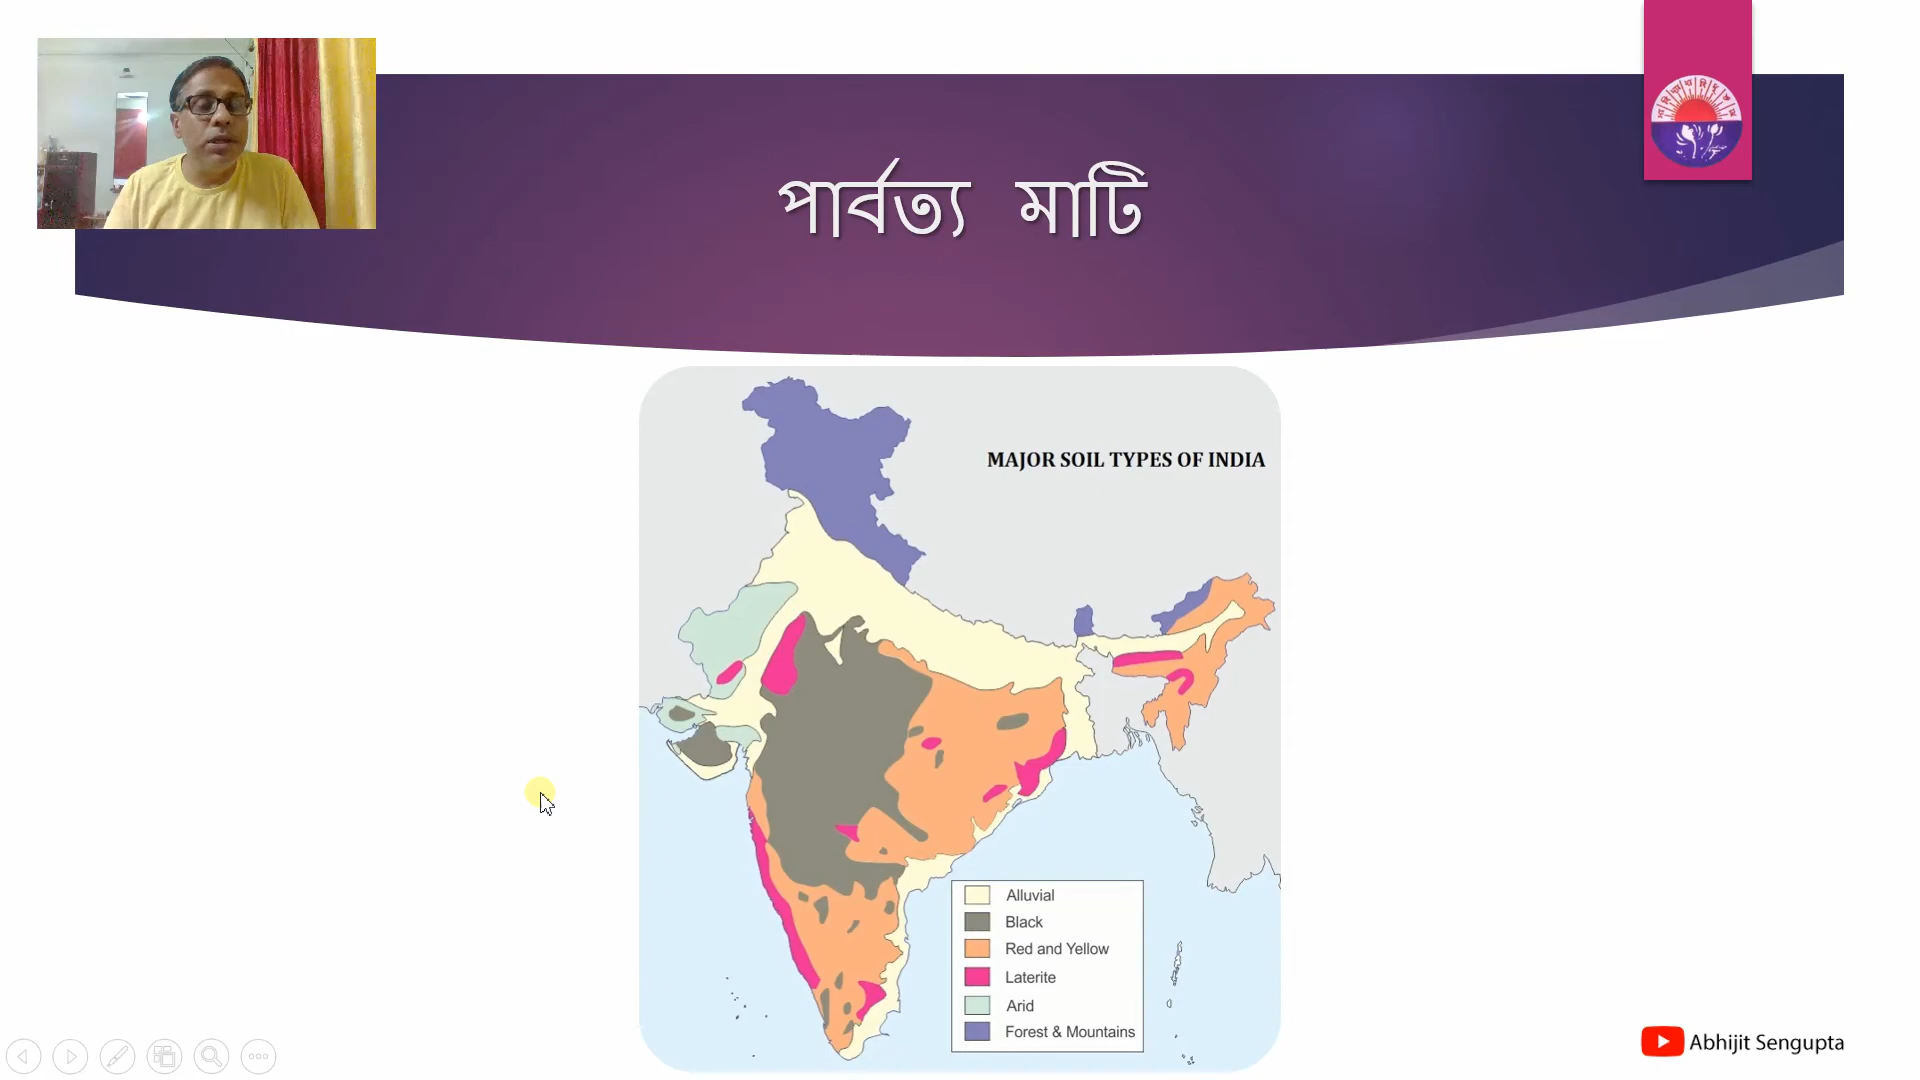 পার্বত্য মাটি
MAJOR SOIL TYPES OF INDIA
Alluvial
Black
Red and Yellow
Laterite
Arid
Forest & Mountains
Abhijit Sengupta